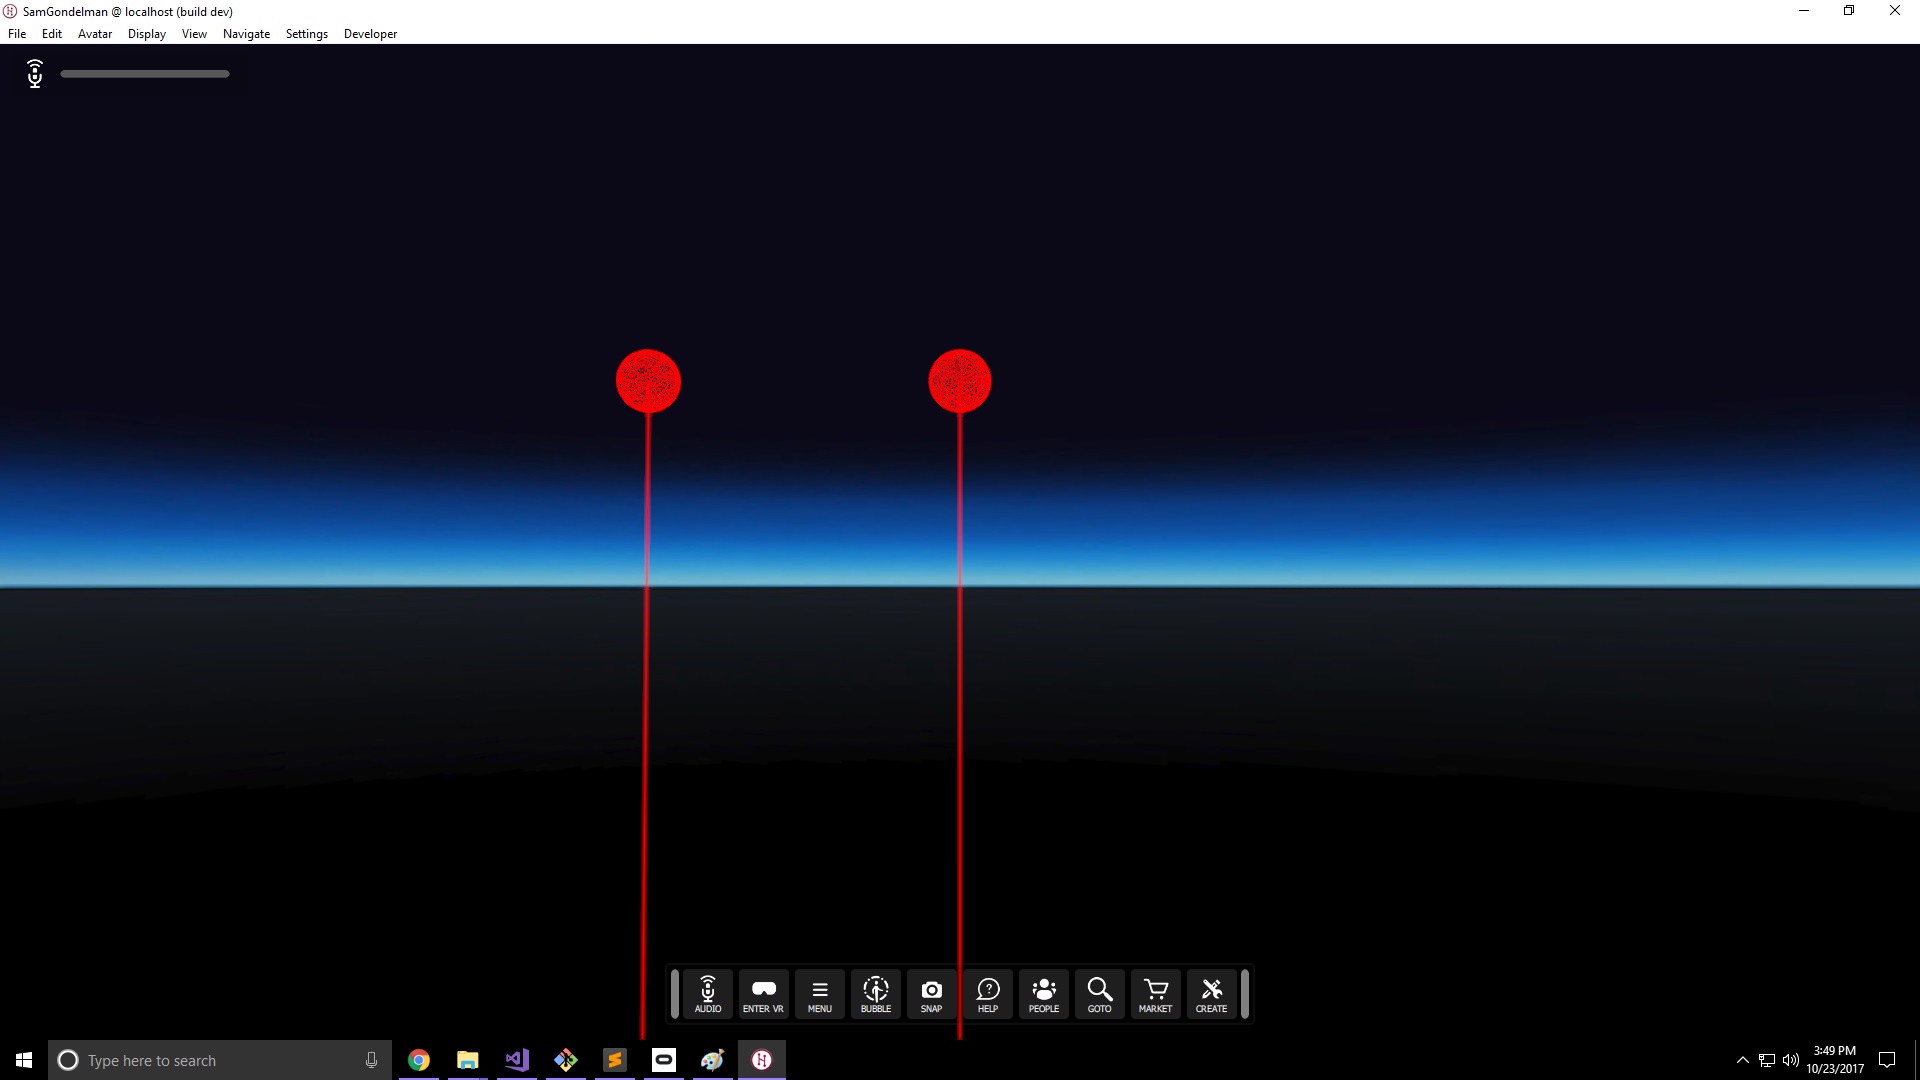 SamGondelman @ localhost (build dev)
File Edit Avatar Display View Navigate Settings Developer
AUDIO ENTER VR MENU BUBBLE SNAP HELP PEOPLE GOTO MARKET CREATE
Type here to search
3:49 PM
10/23/2017